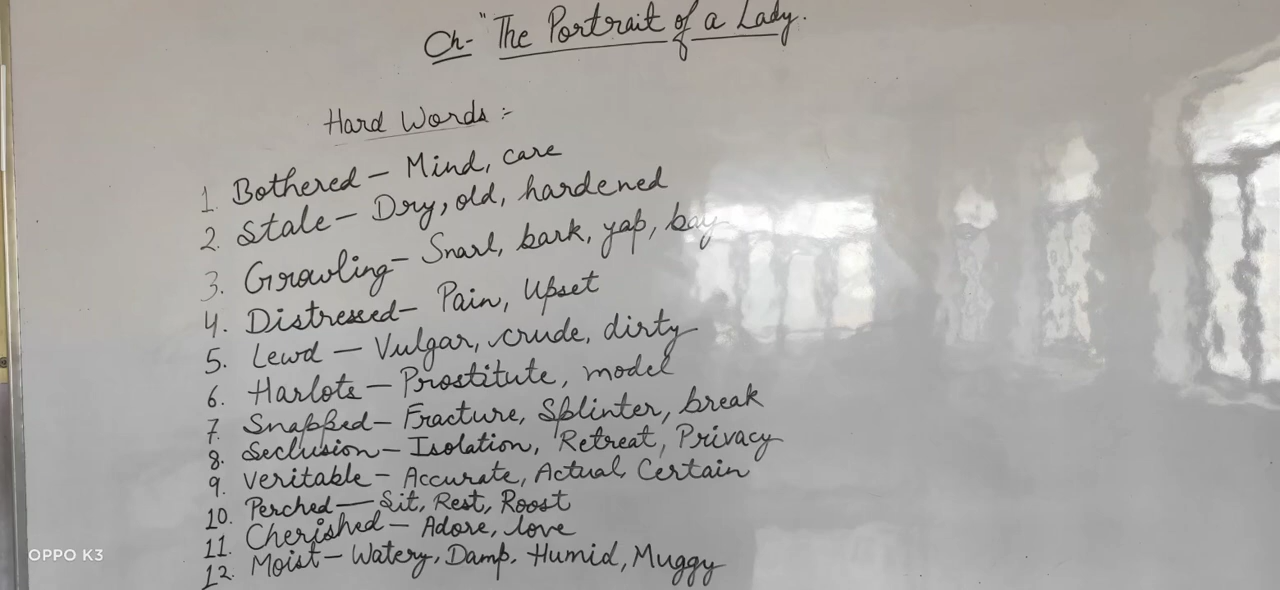 Ch- "The Portrait of a Lady.
Hard Words :-
1. Bothered - Mind, care
2. Stale - Dry, old, hardened
3. Growling - Snarl, bark, yap, bay
4. Distressed - Pain, Upset
5. Lewd - Vulgar, crude, dirty
6. Harlots - Prostitute, model
7. Snapped - Fracture, Splinter, break
8. Seclusion - Isolation, Retreat, Privacy
9. Veritable - Accurate, Actual, Certain
10. Perched - Sit, Rest, Roost
11. Cherished - Adore, love
12. Moist - Watery, Damp, Humid, Muggy
OPPO K3